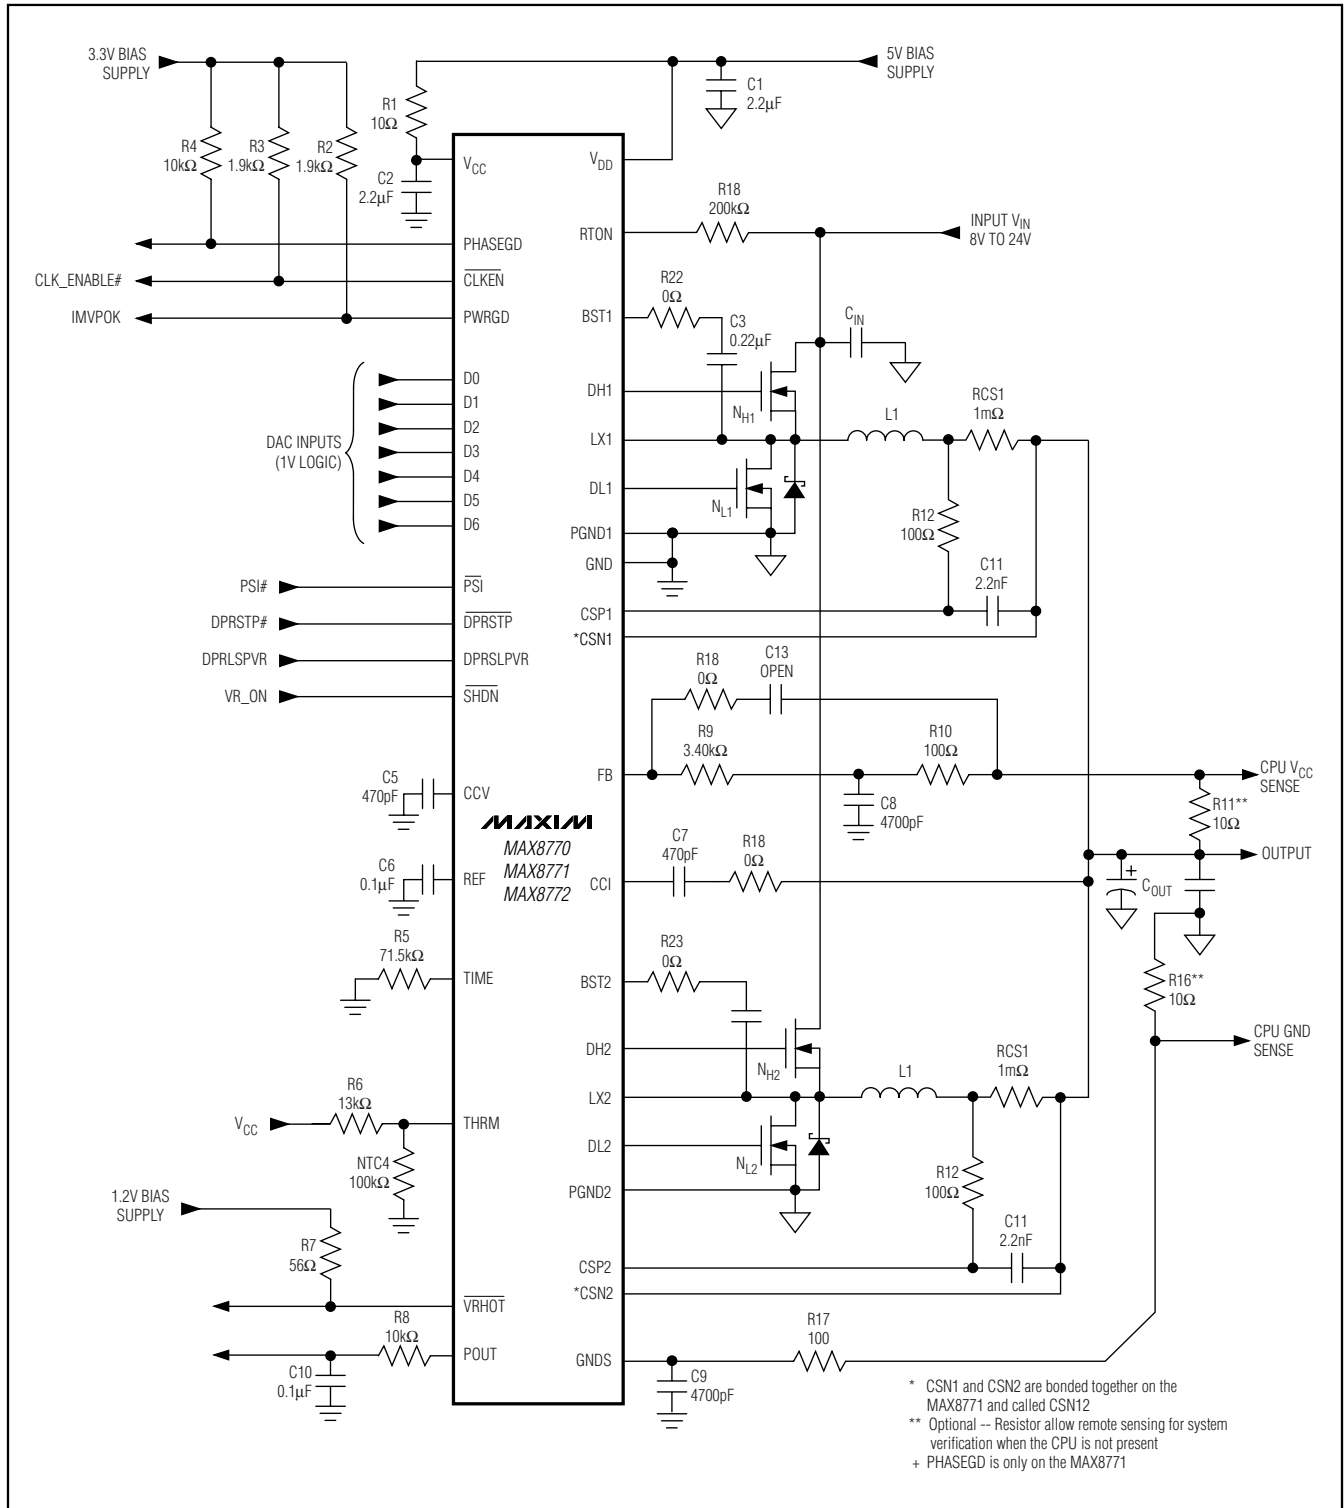 3.3V BIAS
SUPPLY
5V BIAS
SUPPLY
C1
2.2µF
R1
10Ω
R4
10kΩ
R3
1.9kΩ
R2
1.9kΩ
C2
2.2µF
VCC
VDD
R18
200kΩ
PHASEGD
RTON
INPUT VIN
8V TO 24V
CLK_ENABLE#
CLKEN
R22
0Ω
IMVPOK
PWRGD
BST1
C3
0.22µF
CIN
DAC INPUTS
(1V LOGIC)
D0
D1
D2
D3
D4
D5
D6
DH1
NH1
LX1
L1
RCS1
1mΩ
DL1
NL1
R12
100Ω
PGND1
GND
C11
2.2nF
PSI#
PSI
CSP1
DPRSTP#
DPRSTP
*CSN1
DPRLSPVR
DPRSLPVR
VR_ON
SHDN
R18
0Ω
C13
OPEN
R9
3.40kΩ
R10
100Ω
FB
CPU VCC
SENSE
C5
470pF
CCV
C8
4700pF
R11**
10Ω
MAXIM
MAX8770
MAX8771
MAX8772
C6
0.1µF
REF
C7
470pF
R18
0Ω
CCI
OUTPUT
COUT
+
R5
71.5kΩ
TIME
R23
0Ω
BST2
R16**
10Ω
DH2
NH2
CPU GND
SENSE
LX2
L1
RCS1
1mΩ
R6
13kΩ
VCC
THRM
NTC4
100kΩ
DL2
NL2
R12
100Ω
PGND2
1.2V BIAS
SUPPLY
R7
56Ω
C11
2.2nF
CSP2
*CSN2
VRHOT
R8
10kΩ
POUT
C10
0.1µF
R17
100
GNDS
C9
4700pF
* CSN1 and CSN2 are bonded together on the
MAX8771 and called CSN12
** Optional -- Resistor allow remote sensing for system
verification when the CPU is not present
+ PHASEGD is only on the MAX8771